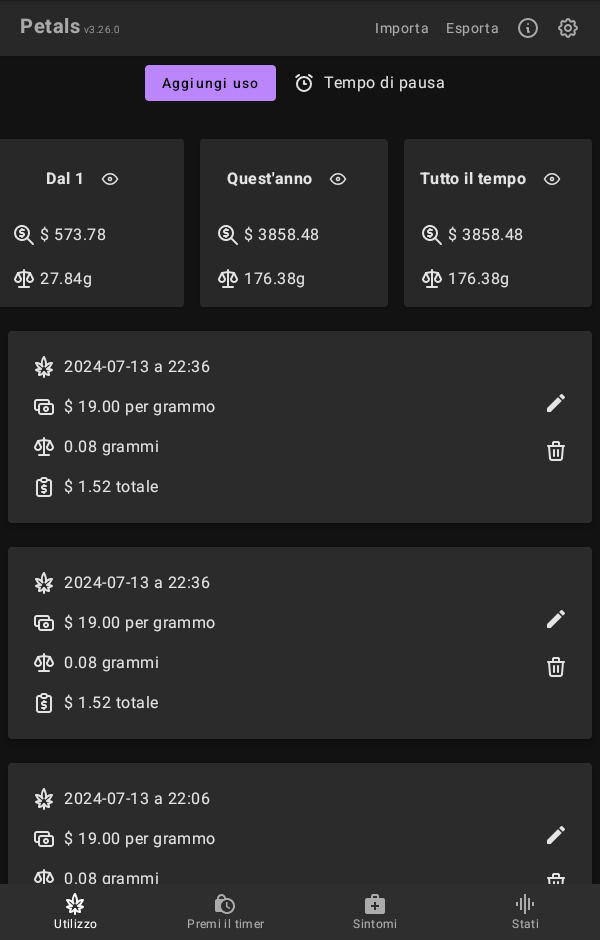 Petals v3.26.0 Importa Esporta
Aggiungi uso Tempo di pausa
Dal 1 Quest'anno Tutto il tempo
$ 573.78 $ 3858.48 $ 3858.48
27.84g 176.38g 176.38g
2024-07-13 a 22:36
$ 19.00 per grammo
0.08 grammi
$ 1.52 totale
2024-07-13 a 22:36
$ 19.00 per grammo
0.08 grammi
$ 1.52 totale
2024-07-13 a 22:06
$ 19.00 per grammo
0.08 grammi
Utilizzo Premi il timer Sintomi Stati